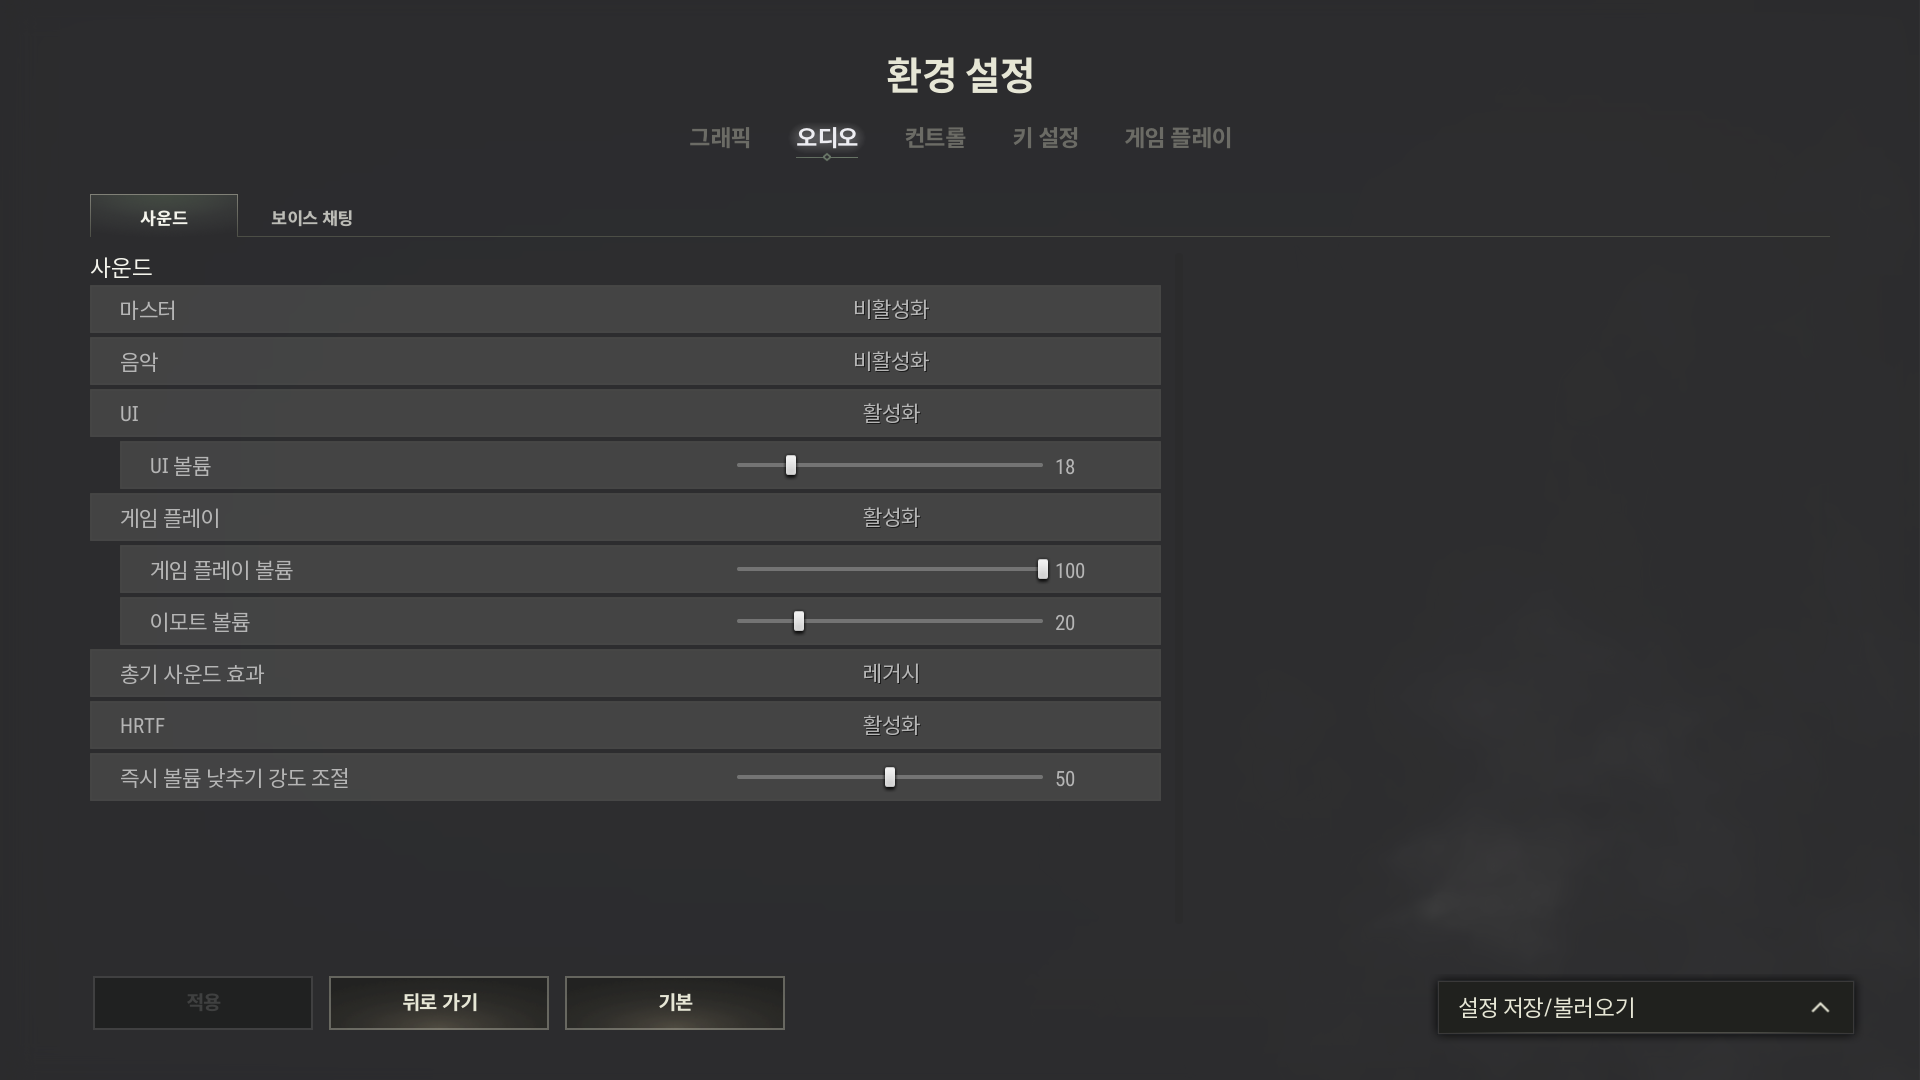 환경 설정
그래픽 오디오 컨트롤 키 설정 게임 플레이
사운드 보이스 채팅
사운드
마스터 비활성화
음악 비활성화
UI 활성화
UI 볼륨 18
게임 플레이 활성화
게임 플레이 볼륨 100
이모트 볼륨 20
총기 사운드 효과 레거시
HRTF 활성화
즉시 볼륨 낮추기 강도 조절 50
적용 뒤로 가기 기본 설정 저장/불러오기